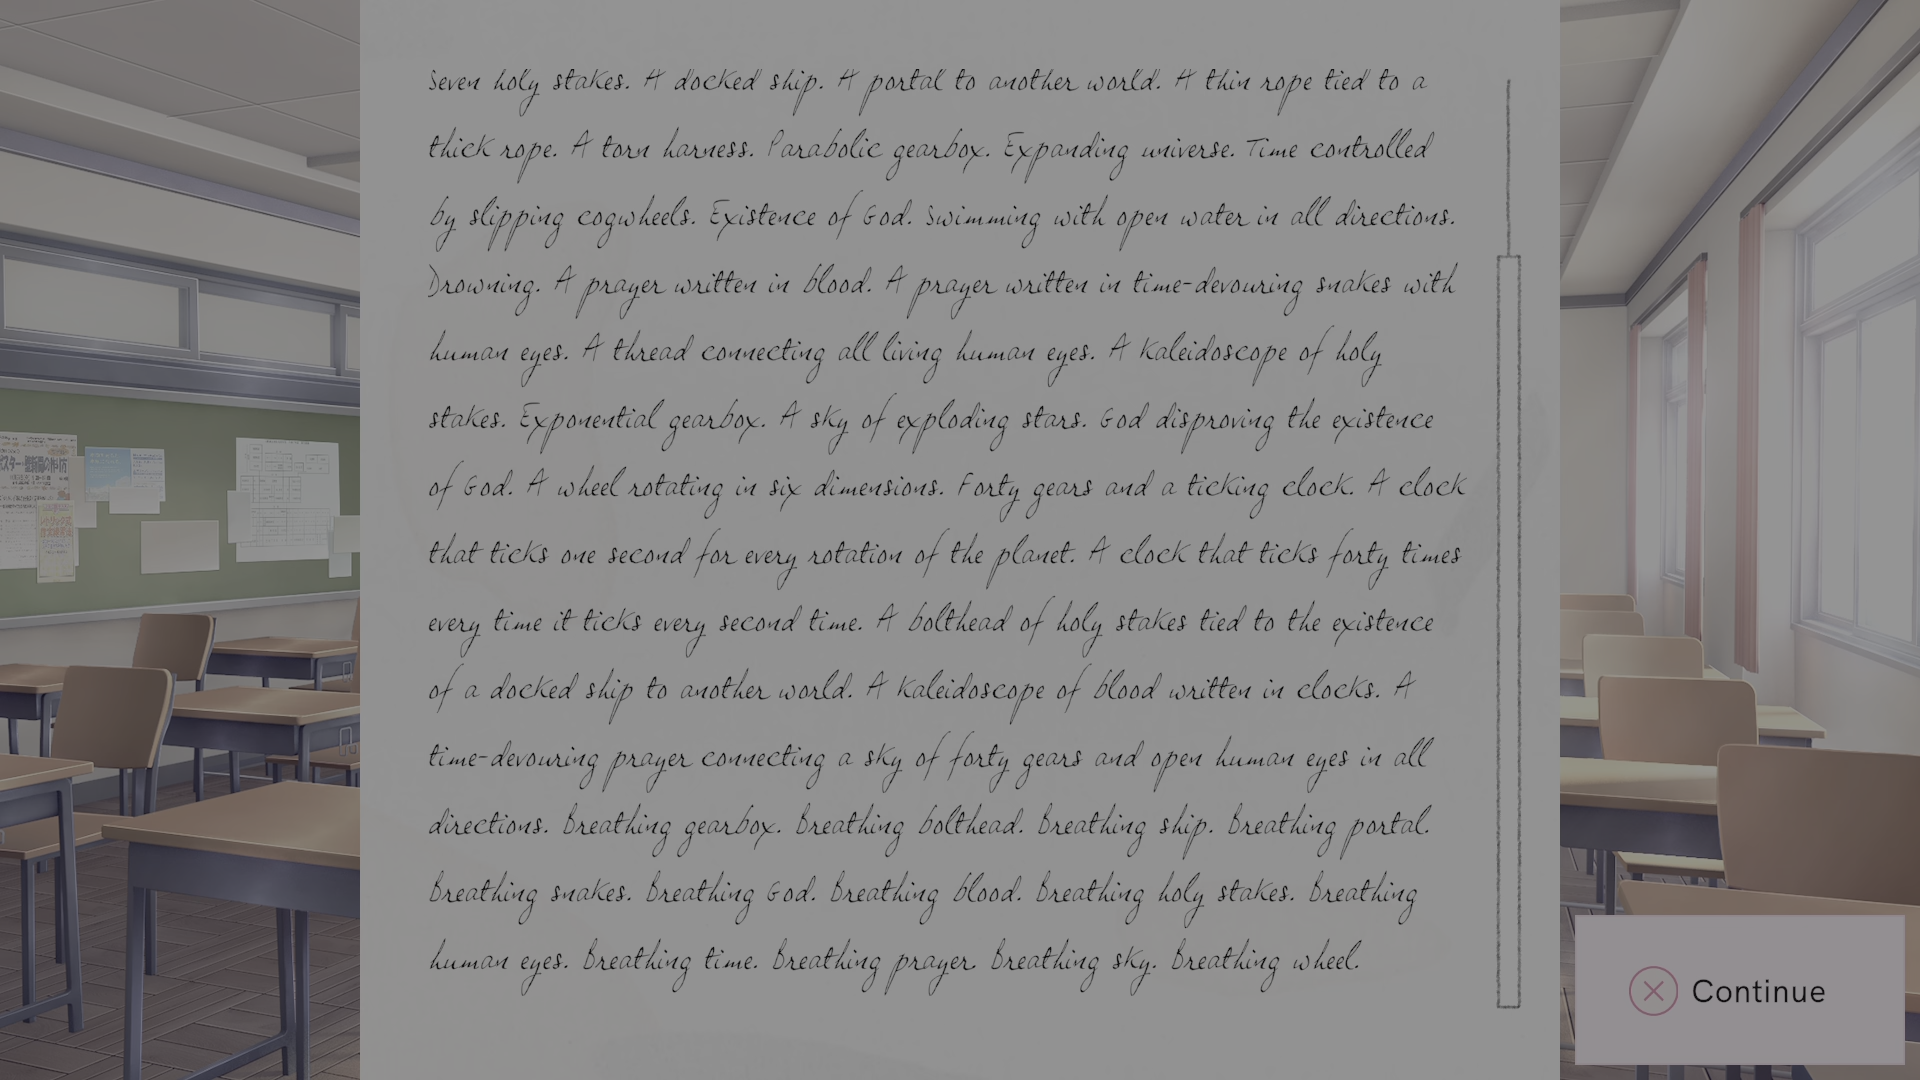 Seven holy stakes. A docked ship. A portal to another world. A thin rope tied to a
thick rope. A torn harness. Parabolic gearbox. Expanding universe. Time controlled
by slipping cogwheels. Existence of God. Swimming with open water in all directions.
Drowning. A prayer written in blood. A prayer written in time-devouring snakes with
human eyes. A thread connecting all living human eyes. A kaleidoscope of holy
stakes. Exponential gearbox. A sky of exploding stars. God disproving the existence
of God. A wheel rotating in six dimensions. Forty gears and a ticking clock. A clock
that ticks one second for every rotation of the planet. A clock that ticks forty times
every time it ticks every second time. A bolthead of holy stakes tied to the existence
of a docked ship to another world. A kaleidoscope of blood written in clocks. A
time-devouring prayer connecting a sky of forty gears and open human eyes in all
directions. Breathing gearbox. Breathing bolthead. Breathing ship. Breathing portal.
Breathing snakes. Breathing God. Breathing blood. Breathing holy stakes. Breathing
human eyes. Breathing time. Breathing prayer. Breathing sky. Breathing wheel.
Continue